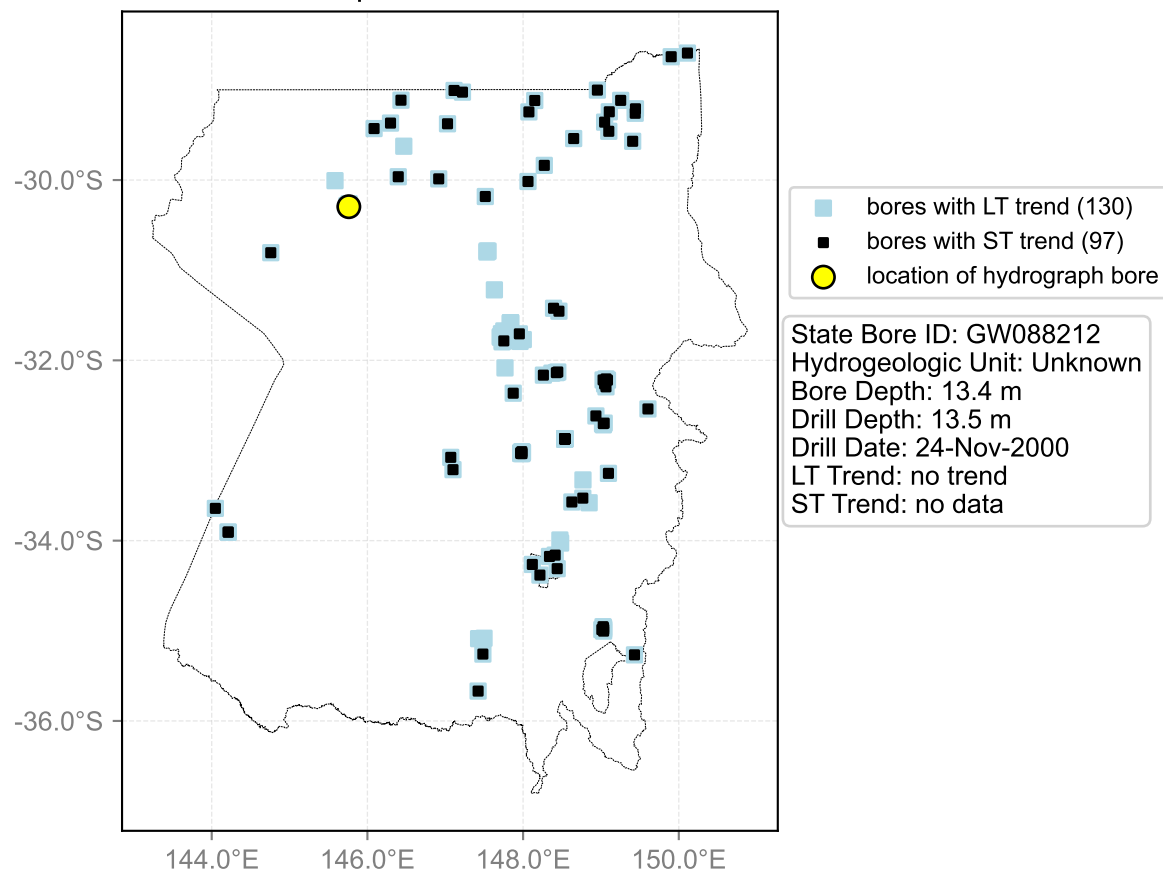 -30.0°S
-32.0°S
-34.0°S
-36.0°S
144.0°E
146.0°E
148.0°E
150.0°E
bores with LT trend (130)
bores with ST trend (97)
location of hydrograph bore
State Bore ID: GW088212
Hydrogeologic Unit: Unknown
Bore Depth: 13.4 m
Drill Depth: 13.5 m
Drill Date: 24-Nov-2000
LT Trend: no trend
ST Trend: no data